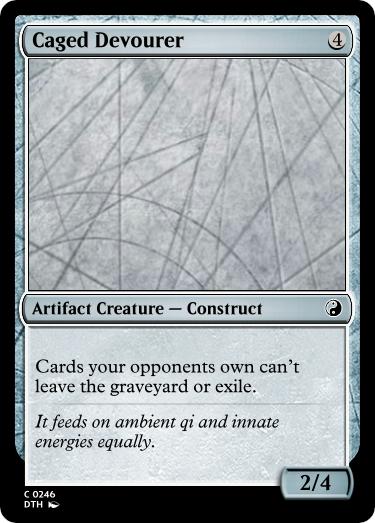 Caged Devourer 4
Artifact Creature — Construct
Cards your opponents own can't
leave the graveyard or exile.
It feeds on ambient qi and innate
energies equally.
2/4
C 0246
DTH